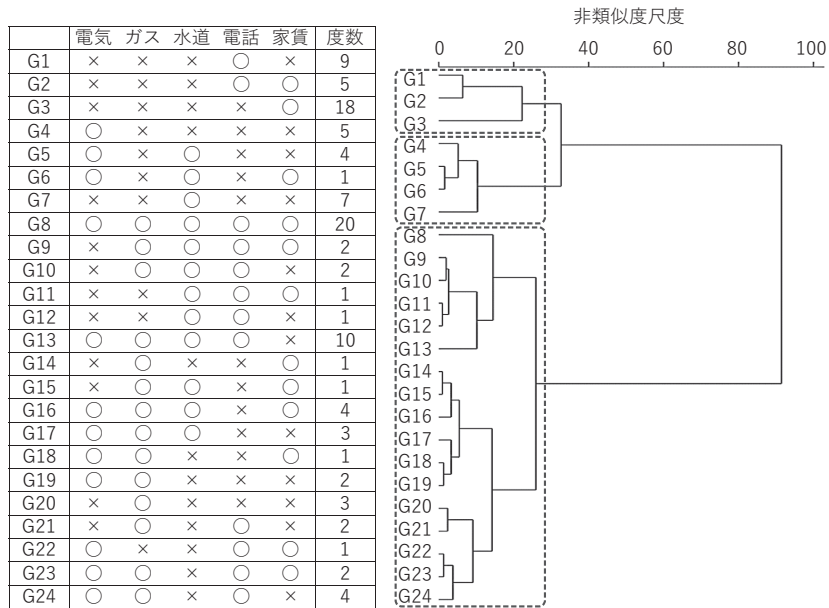 非類似度尺度
0 20 40 60 80 100
電気 ガス 水道 電話 家賃 度数
G1 × × × ○ × 9
G2 × × × ○ ○ 5
G3 × × × × ○ 18
G4 ○ × × × × 5
G5 ○ × ○ × × 4
G6 ○ × ○ × ○ 1
G7 × × ○ × × 7
G8 ○ ○ ○ ○ ○ 20
G9 × ○ ○ ○ ○ 2
G10 × ○ ○ ○ × 2
G11 × × ○ ○ ○ 1
G12 × × ○ ○ × 1
G13 ○ ○ ○ ○ × 10
G14 × ○ × × ○ 1
G15 × ○ ○ × ○ 1
G16 ○ ○ ○ × ○ 4
G17 ○ ○ ○ × × 3
G18 ○ ○ × × ○ 1
G19 ○ ○ × × × 2
G20 × ○ × × × 3
G21 × ○ × ○ × 2
G22 ○ × × ○ ○ 1
G23 ○ ○ × ○ ○ 2
G24 ○ ○ × ○ × 4
G1
G2
G3
G4
G5
G6
G7
G8
G9
G10
G11
G12
G13
G14
G15
G16
G17
G18
G19
G20
G21
G22
G23
G24